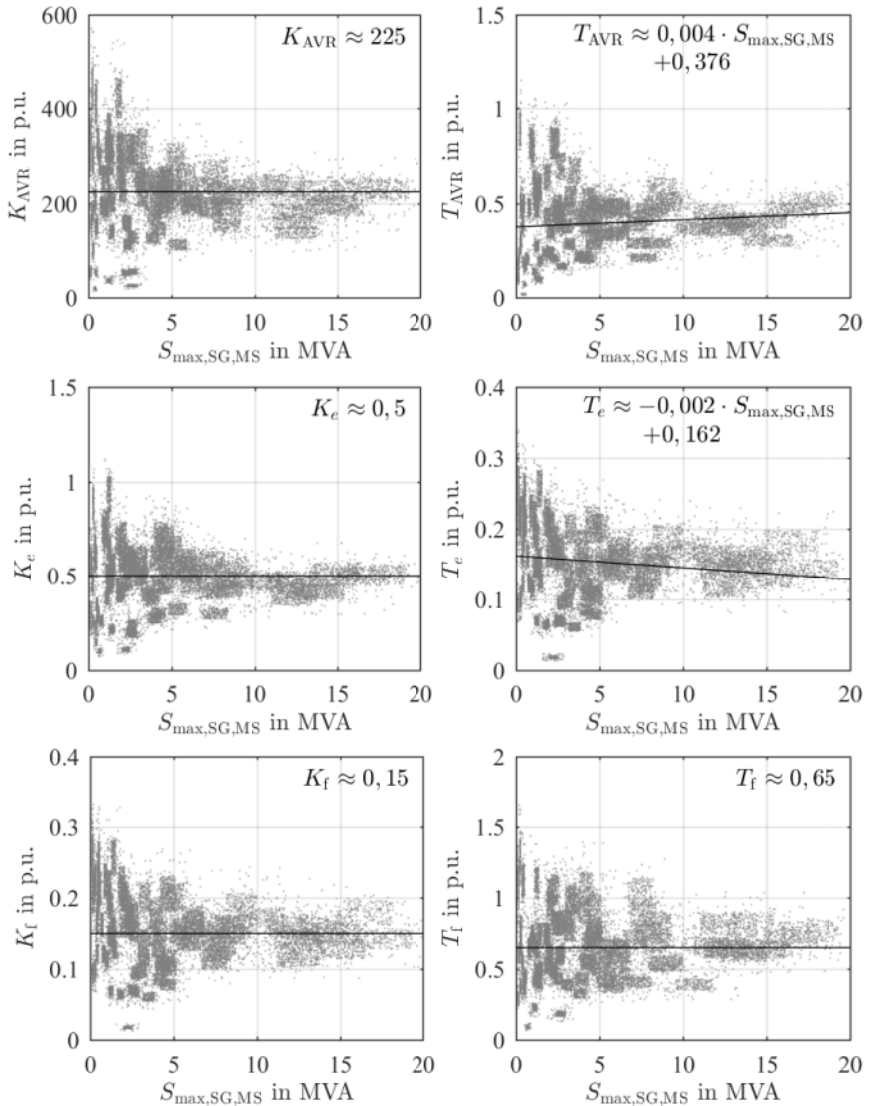 K_AVR ≈ 225
600
400
200
0
K_AVR in p.u.
0 5 10 15 20
S_max,SG,MS in MVA
T_AVR ≈ 0,004 · S_max,SG,MS
+0,376
1.5
1
0.5
0
T_AVR in p.u.
0 5 10 15 20
S_max,SG,MS in MVA
K_e ≈ 0,5
1.5
1
0.5
0
K_e in p.u.
0 5 10 15 20
S_max,SG,MS in MVA
T_e ≈ −0,002 · S_max,SG,MS
+0,162
0.4
0.3
0.2
0.1
0
T_e in p.u.
0 5 10 15 20
S_max,SG,MS in MVA
K_f ≈ 0,15
0.4
0.3
0.2
0.1
0
K_f in p.u.
0 5 10 15 20
S_max,SG,MS in MVA
T_f ≈ 0,65
2
1.5
1
0.5
0
T_f in p.u.
0 5 10 15 20
S_max,SG,MS in MVA